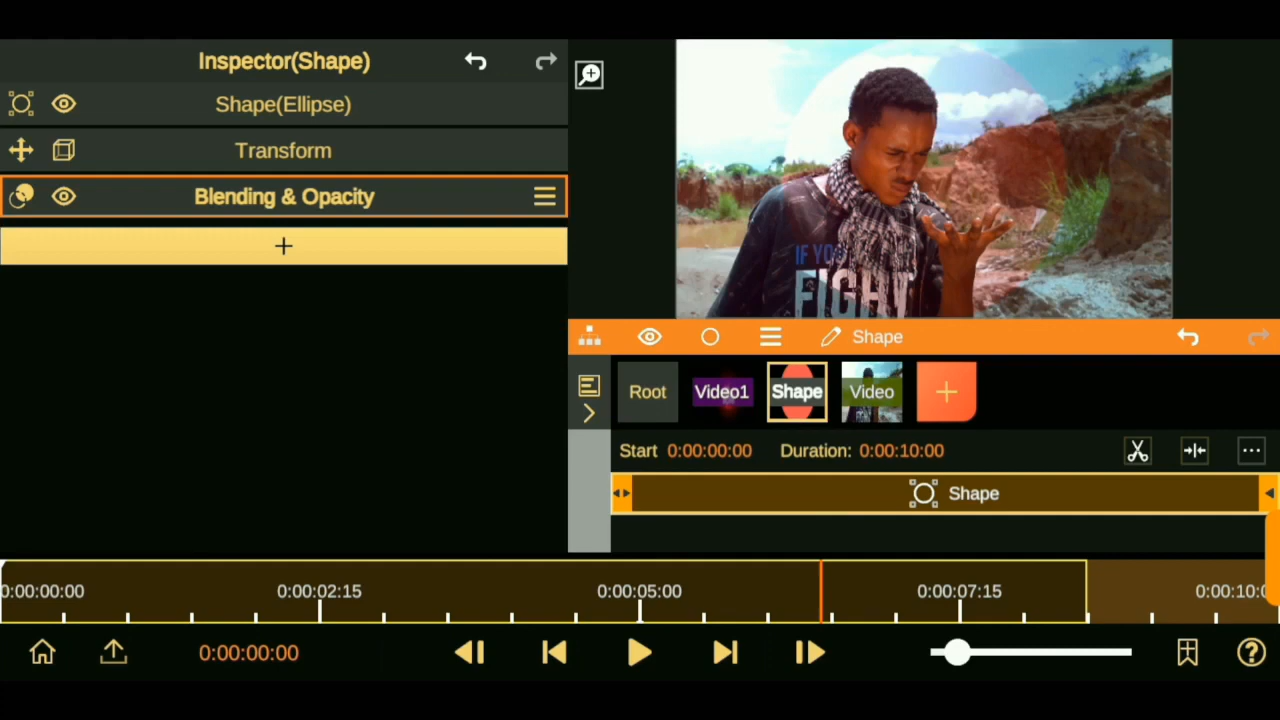 Inspector(Shape)
Shape(Ellipse)
Transform
Blending & Opacity
+
IF YO
FIGHT
Shape
Root
Video1
Shape
Video
+
Start 0:00:00:00 Duration: 0:00:10:00
Shape
0:00:00:00 0:00:02:15 0:00:05:00 0:00:07:15 0:00:10:0
0:00:00:00